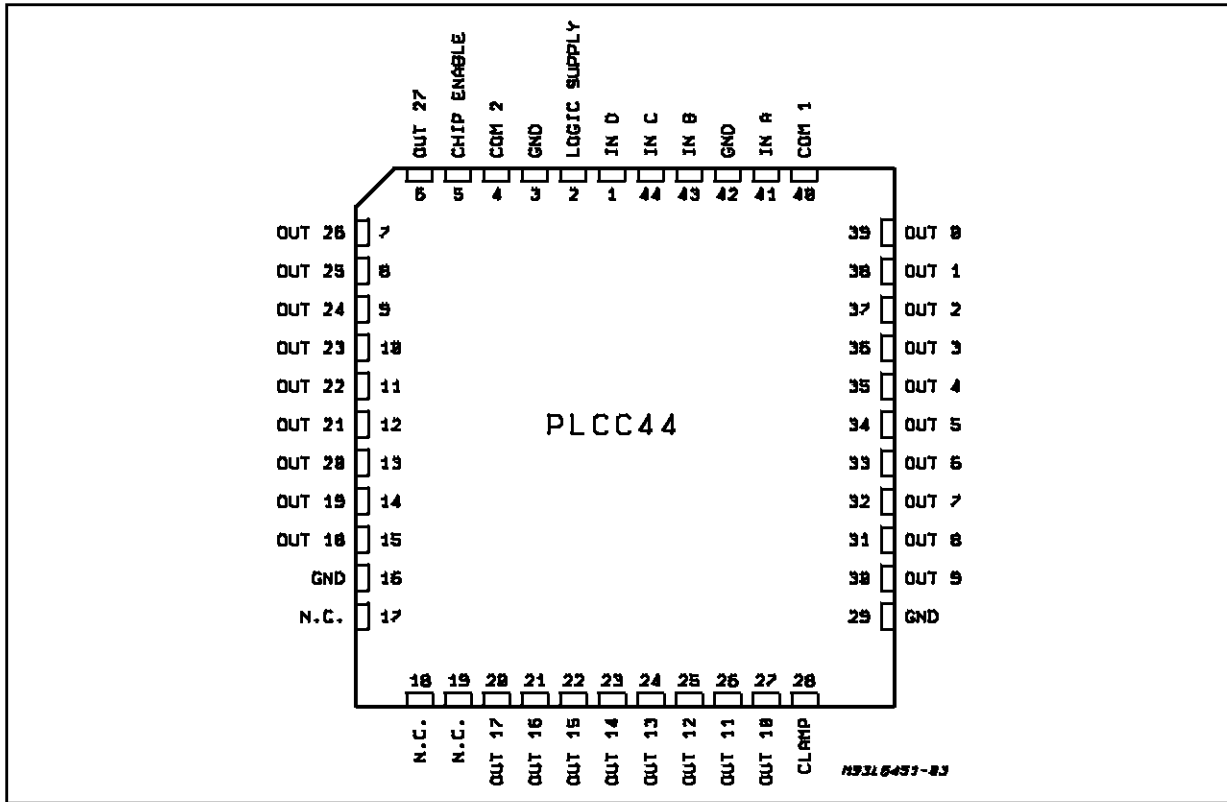 OUT 27
CHIP ENABLE
COM 2
GND
LOGIC SUPPLY
IN D
IN C
IN B
GND
IN A
COM 1
6 5 4 3 2 1 44 43 42 41 40
OUT 26 7
OUT 25 8
OUT 24 9
OUT 23 10
OUT 22 11
OUT 21 12
OUT 20 13
OUT 19 14
OUT 18 15
GND 16
N.C. 17
PLCC44
39 OUT 0
38 OUT 1
37 OUT 2
36 OUT 3
35 OUT 4
34 OUT 5
33 OUT 6
32 OUT 7
31 OUT 8
30 OUT 9
29 GND
18 19 20 21 22 23 24 25 26 27 28
N.C.
N.C.
OUT 17
OUT 16
OUT 15
OUT 14
OUT 13
OUT 12
OUT 11
OUT 10
CLAMP